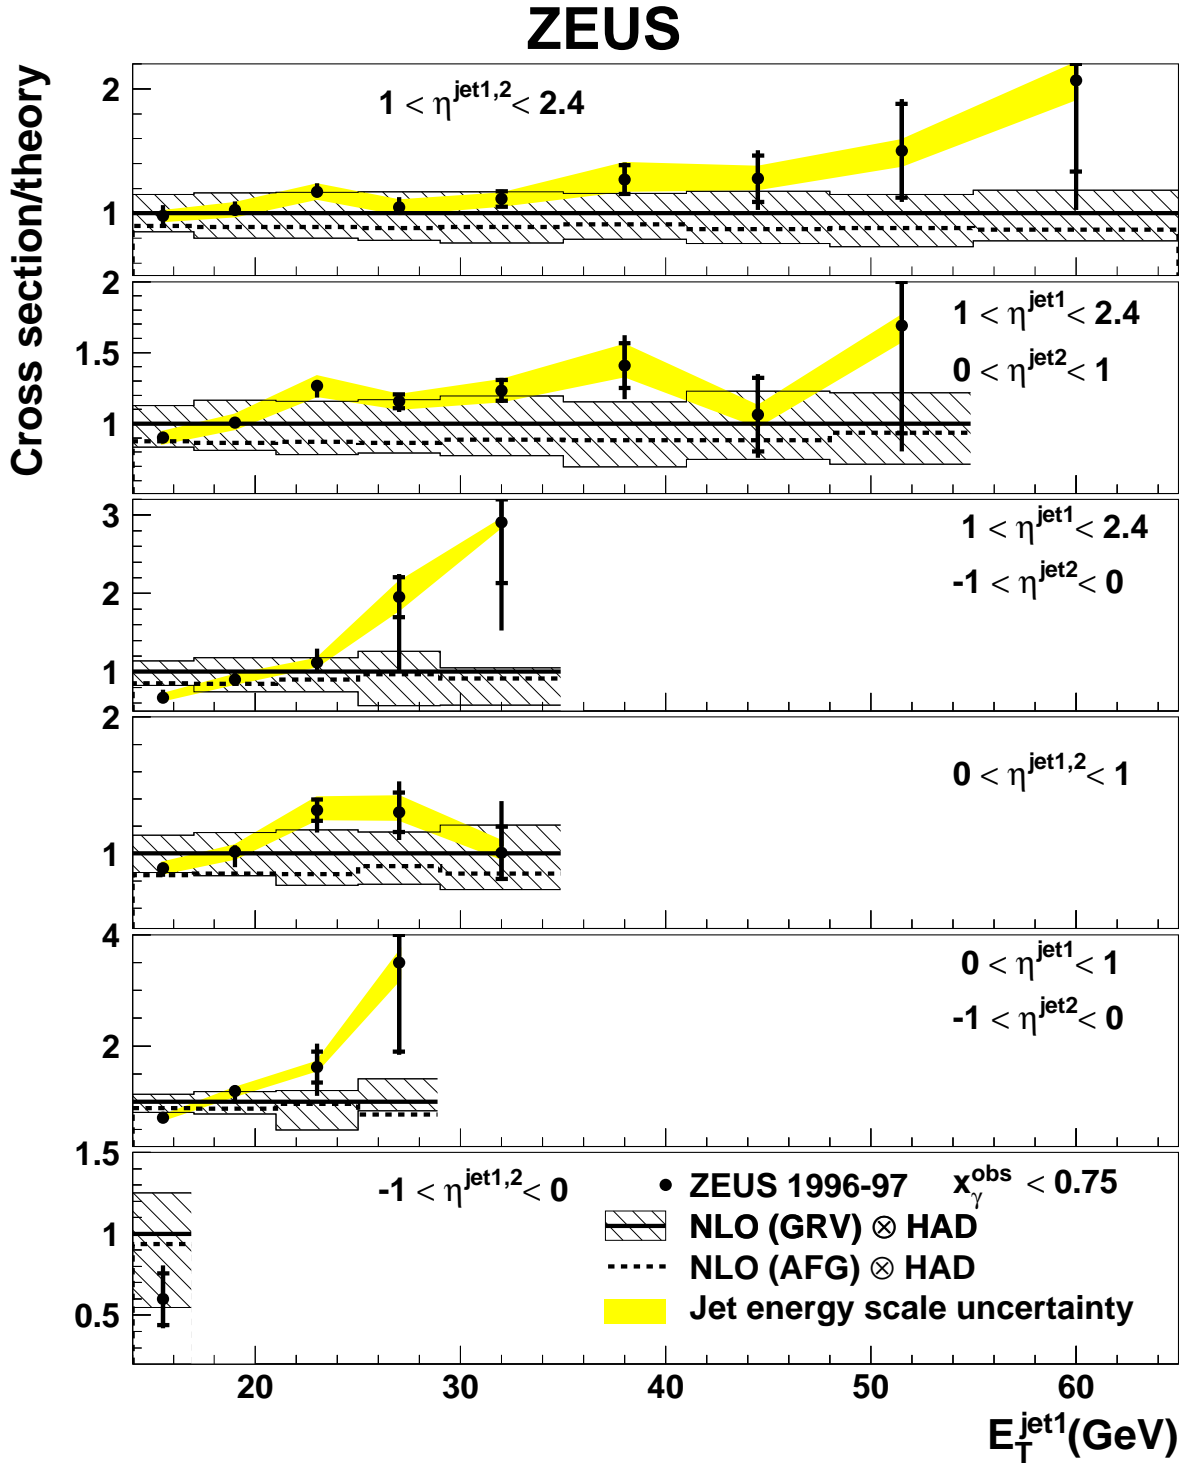 ZEUS
Cross section/theory
1 < η^jet1,2 < 2.4
2
1
1 < η^jet1 < 2.4
0 < η^jet2 < 1
2
1.5
1
1 < η^jet1 < 2.4
-1 < η^jet2 < 0
3
2
1
0 < η^jet1,2 < 1
2
1
0 < η^jet1 < 1
-1 < η^jet2 < 0
4
2
-1 < η^jet1,2 < 0
1.5
1
0.5
ZEUS 1996-97 x_γ^obs < 0.75
NLO (GRV) ⊗ HAD
NLO (AFG) ⊗ HAD
Jet energy scale uncertainty
20 30 40 50 60
E_T^jet1(GeV)